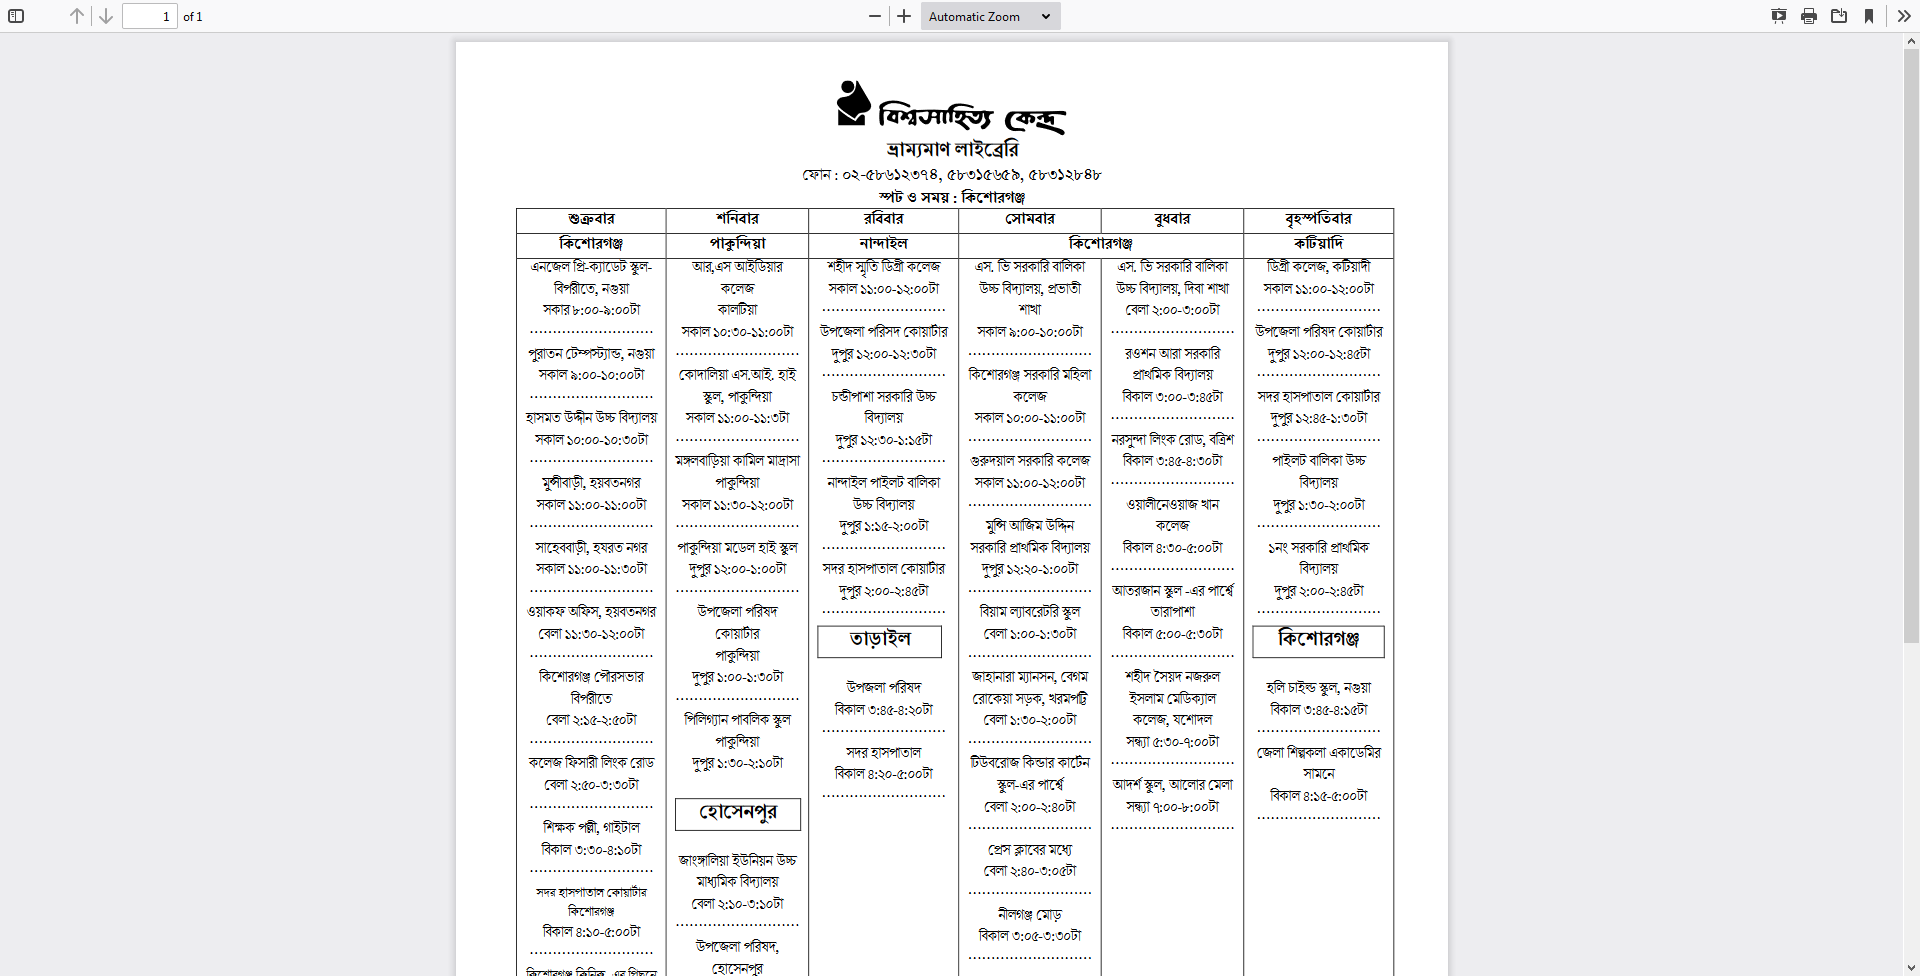 1 of 1
Automatic Zoom
বিশ্বসাহিত্য কেন্দ্র
ভ্রাম্যমাণ লাইব্রেরি
ফোন : ০২-৫৮৬১২৩৭৪, ৫৮৩১৫৬৫৯, ৫৮৩১২৮৪৮
স্পট ও সময় : কিশোরগঞ্জ
শুক্রবার
শনিবার
রবিবার
সোমবার
বুধবার
বৃহস্পতিবার
কিশোরগঞ্জ
পাকুন্দিয়া
নান্দাইল
কিশোরগঞ্জ
কটিয়াদি
এনজেল প্রি-ক্যাডেট স্কুল-
বিপরীতে, নগুয়া
সকার ৮:০০-৯:০০টা
পুরাতন টেম্পস্ট্যান্ড, নগুয়া
সকাল ৯:০০-১০:০০টা
হাসমত উদ্দীন উচ্চ বিদ্যালয়
সকাল ১০:০০-১০:৩০টা
মুন্সীবাড়ী, হয়বতনগর
সকাল ১১:০০-১১:০০টা
সাহেববাড়ী, হযরত নগর
সকাল ১১:০০-১১:৩০টা
ওয়াকফ অফিস, হয়বতনগর
বেলা ১১:৩০-১২:০০টা
কিশোরগঞ্জ পৌরসভার
বিপরীতে
বেলা ২:১৫-২:৫০টা
কলেজ ফিসারী লিংক রোড
বেলা ২:৫০-৩:৩০টা
শিক্ষক পল্লী, গাইটাল
বিকাল ৩:৩০-৪:১০টা
সদর হাসপাতাল কোয়ার্টার
কিশোরগঞ্জ
বিকাল ৪:১০-৫:০০টা
আর,এস আইডিয়ার
কলেজ
কালটিয়া
সকাল ১০:৩০-১১:০০টা
কোদালিয়া এস.আই. হাই
স্কুল, পাকুন্দিয়া
সকাল ১১:০০-১১:৩টা
মঙ্গলবাড়িয়া কামিল মাদ্রাসা
পাকুন্দিয়া
সকাল ১১:৩০-১২:০০টা
পাকুন্দিয়া মডেল হাই স্কুল
দুপুর ১২:০০-১:০০টা
উপজেলা পরিষদ
কোয়ার্টার
পাকুন্দিয়া
দুপুর ১:০০-১:৩০টা
পিলিগ্যান পাবলিক স্কুল
পাকুন্দিয়া
দুপুর ১:৩০-২:১০টা
হোসেনপুর
জাংঙ্গালিয়া ইউনিয়ন উচ্চ
মাধ্যমিক বিদ্যালয়
বেলা ২:১০-৩:১০টা
উপজেলা পরিষদ,
হোসেনপুর
শহীদ স্মৃতি ডিগ্রী কলেজ
সকাল ১১:০০-১২:০০টা
উপজেলা পরিসদ কোয়ার্টার
দুপুর ১২:০০-১২:৩০টা
চন্ডীপাশা সরকারি উচ্চ
বিদ্যালয়
দুপুর ১২:৩০-১:১৫টা
নান্দাইল পাইলট বালিকা
উচ্চ বিদ্যালয়
দুপুর ১:১৫-২:০০টা
সদর হাসপাতাল কোয়ার্টার
দুপুর ২:০০-২:৪৫টা
তাড়াইল
উপজলা পরিষদ
বিকাল ৩:৪৫-৪:২০টা
সদর হাসপাতাল
বিকাল ৪:২০-৫:০০টা
এস. ভি সরকারি বালিকা
উচ্চ বিদ্যালয়, প্রভাতী
শাখা
সকাল ৯:০০-১০:০০টা
কিশোরগঞ্জ সরকারি মহিলা
কলেজ
সকাল ১০:০০-১১:০০টা
গুরুদয়াল সরকারি কলেজ
সকাল ১১:০০-১২:০০টা
মুন্সি আজিম উদ্দিন
সরকারি প্রাথমিক বিদ্যালয়
দুপুর ১২:২০-১:০০টা
বিয়াম ল্যাবরেটরি স্কুল
বেলা ১:০০-১:৩০টা
জাহানারা ম্যানসন, বেগম
রোকেয়া সড়ক, খরমপট্টি
বেলা ১:৩০-২:০০টা
টিউবরোজ কিন্ডার কার্টেন
স্কুল-এর পার্শ্বে
বেলা ২:০০-২:৪০টা
প্রেস ক্লাবের মধ্যে
বেলা ২:৪০-৩:০৫টা
নীলগঞ্জ মোড়
বিকাল ৩:০৫-৩:৩০টা
এস. ভি সরকারি বালিকা
উচ্চ বিদ্যালয়, দিবা শাখা
বেলা ২:০০-৩:০০টা
রওশন আরা সরকারি
প্রাথমিক বিদ্যালয়
বিকাল ৩:০০-৩:৪৫টা
নরসুন্দা লিংক রোড, বত্রিশ
বিকাল ৩:৪৫-৪:৩০টা
ওয়ালীনেওয়াজ খান
কলেজ
বিকাল ৪:৩০-৫:০০টা
আতরজান স্কুল -এর পার্শ্বে
তারাপাশা
বিকাল ৫:০০-৫:৩০টা
শহীদ সৈয়দ নজরুল
ইসলাম মেডিক্যাল
কলেজ, যশোদল
সন্ধ্যা ৫:৩০-৭:০০টা
আদর্শ স্কুল, আলোর মেলা
সন্ধ্যা ৭:০০-৮:০০টা
ডিগ্রী কলেজ, কটিয়াদী
সকাল ১১:০০-১২:০০টা
উপজেলা পরিষদ কোয়ার্টার
দুপুর ১২:০০-১২:৪৫টা
সদর হাসপাতাল কোয়ার্টার
দুপুর ১২:৪৫-১:৩০টা
পাইলট বালিকা উচ্চ
বিদ্যালয়
দুপুর ১:৩০-২:০০টা
১নং সরকারি প্রাথমিক
বিদ্যালয়
দুপুর ২:০০-২:৪৫টা
কিশোরগঞ্জ
হলি চাইল্ড স্কুল, নগুয়া
বিকাল ৩:৪৫-৪:১৫টা
জেলা শিল্পকলা একাডেমির
সামনে
বিকাল ৪:১৫-৫:০০টা